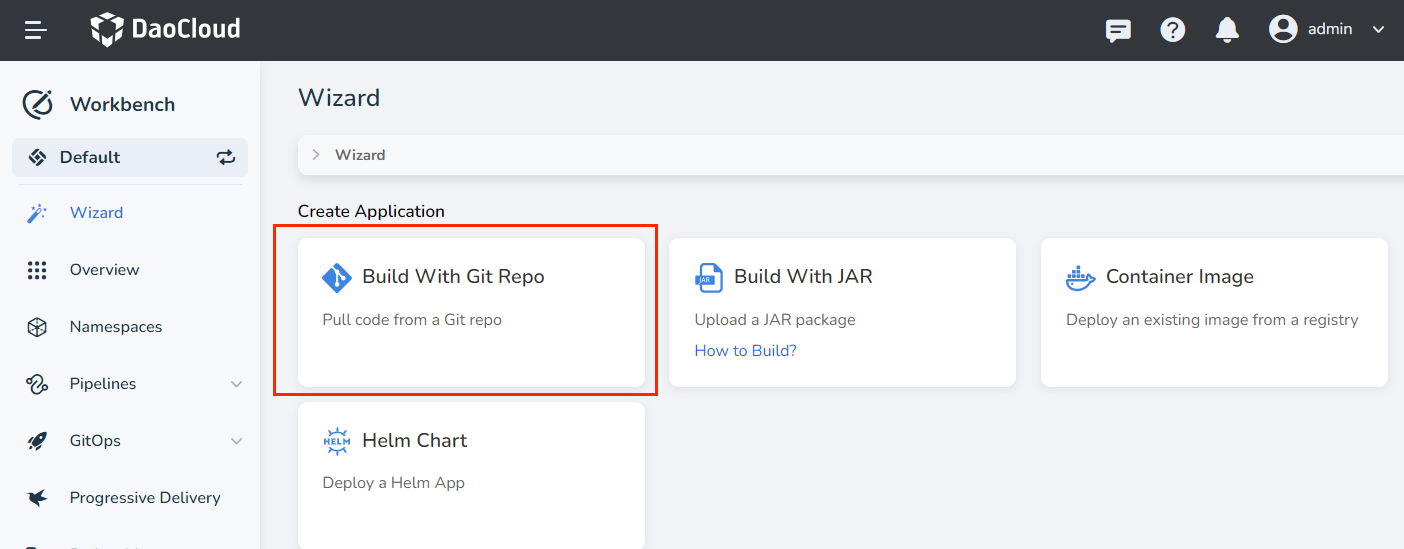 DaoCloud
admin
Workbench
Default
Wizard
Overview
Namespaces
Pipelines
GitOps
Progressive Delivery
Wizard
Wizard
Create Application
Build With Git Repo
Pull code from a Git repo
JAR
Build With JAR
Upload a JAR package
How to Build?
Container Image
Deploy an existing image from a registry
HELM
Helm Chart
Deploy a Helm App